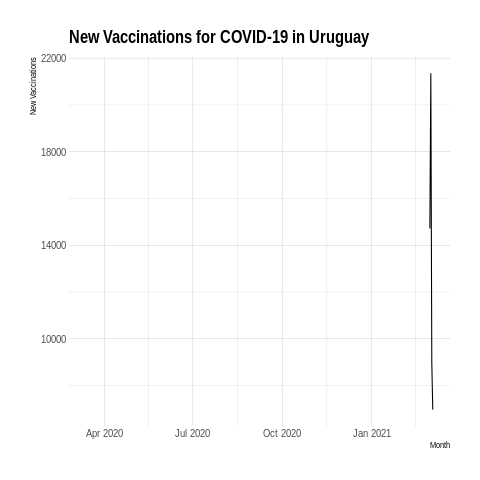 New Vaccinations for COVID-19 in Uruguay
New Vaccinations
22000
18000
14000
10000
Apr 2020 Jul 2020 Oct 2020 Jan 2021
Month